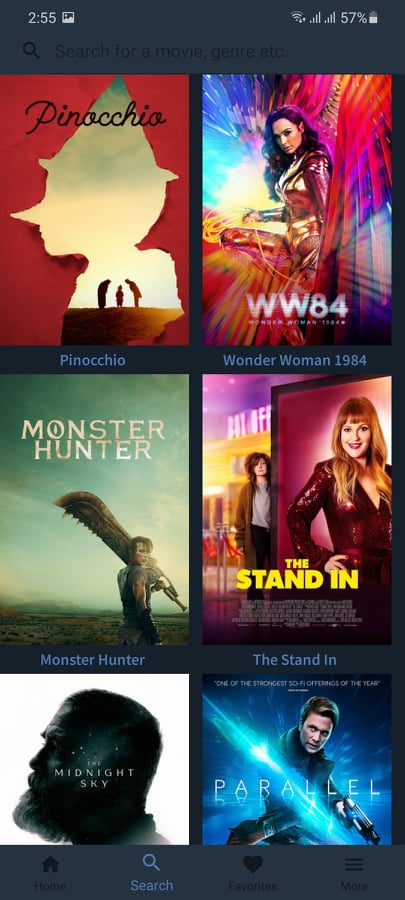 2:55
57%
Search for a movie, genre etc.
Pinocchio
WW84
WONDER WOMAN 1984
Pinocchio
Wonder Woman 1984
MONSTER
HUNTER
BOX OFF
THE
STAND IN
Monster Hunter
The Stand In
THE
MIDNIGHT
SKY
"ONE OF THE STRONGEST SCI-FI OFFERINGS OF THE YEAR"
PARALLEL
Home
Search
Favorites
More